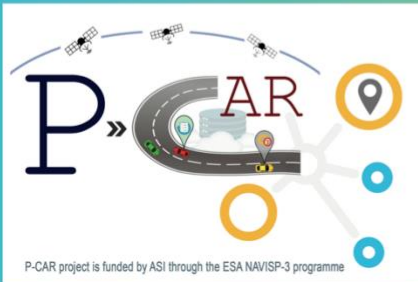 P » CAR
P-CAR project is funded by ASI through the ESA NAVISP-3 programme